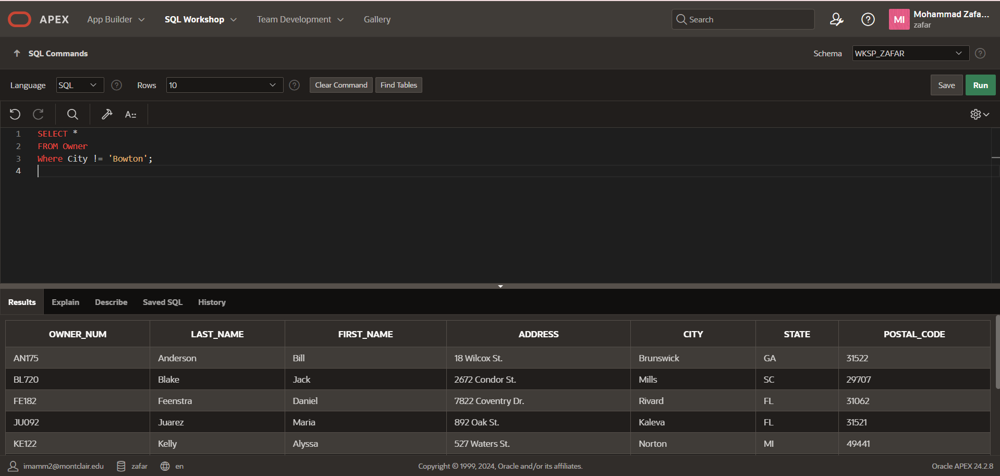 APEX App Builder SQL Workshop Team Development Gallery Search MI Mohammad Zafa...
zafar
SQL Commands Schema WKSP_ZAFAR
Language SQL Rows 10 Clear Command Find Tables Save Run
1 SELECT *
2 FROM Owner
3 Where City != 'Bowton';
4
Results Explain Describe Saved SQL History
OWNER_NUM LAST_NAME FIRST_NAME ADDRESS CITY STATE POSTAL_CODE
AN175 Anderson Bill 18 Wilcox St. Brunswick GA 31522
BL720 Blake Jack 2672 Condor St. Mills SC 29707
FE182 Feenstra Daniel 7822 Coventry Dr. Rivard FL 31062
JU092 Juarez Maria 892 Oak St. Kaleva FL 31521
KE122 Kelly Alyssa 527 Waters St. Norton MI 49441
imamm2@montclair.edu zafar en Copyright © 1999, 2024, Oracle and/or its affiliates. Oracle APEX 24.2.8